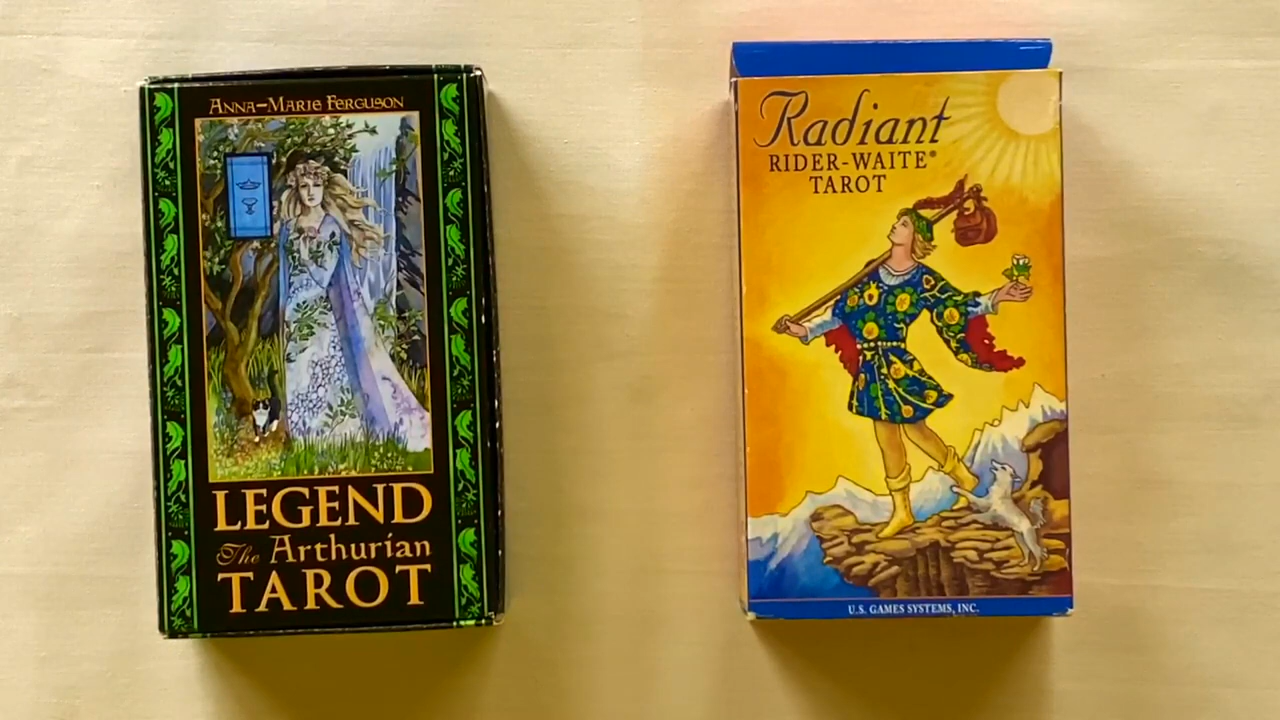 ANNA-MARIE FERGUSON
LEGEND
The Arthurian
TAROT
Radiant
RIDER-WAITE®
TAROT
U.S. GAMES SYSTEMS, INC.